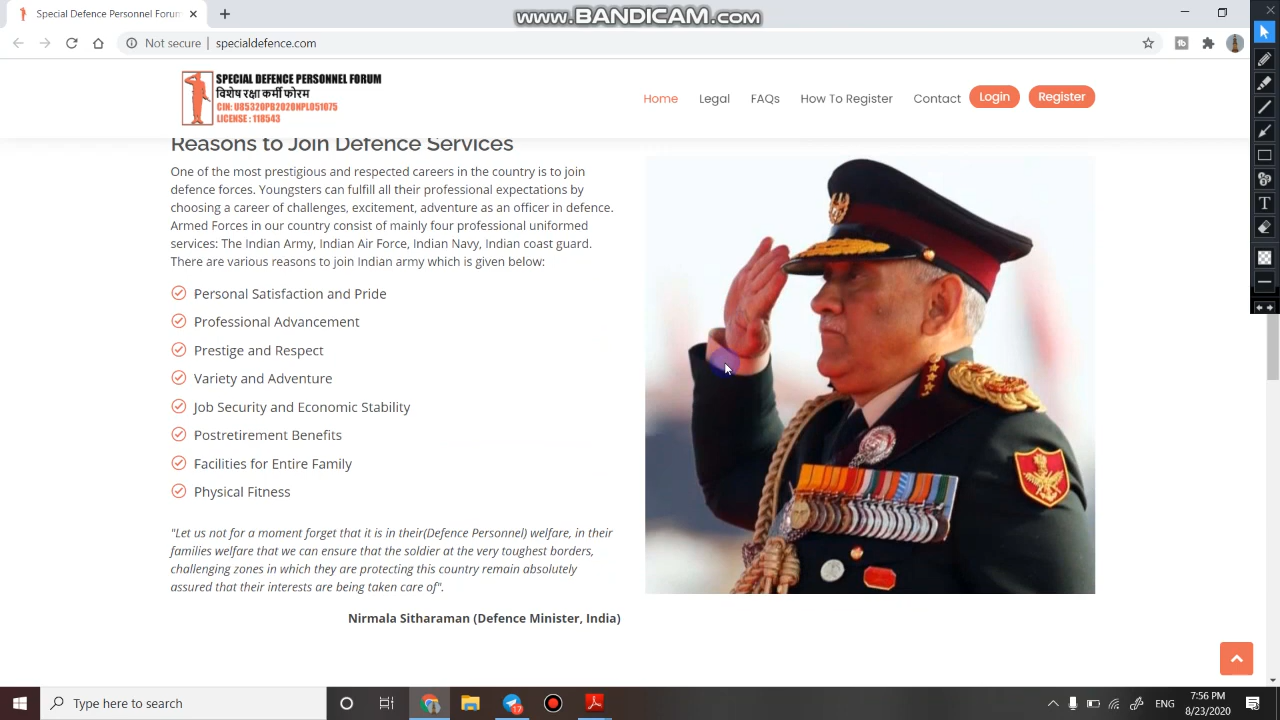 Special Defence Personnel Forum
www.BANDICAM.com
Not secure | specialdefence.com
SPECIAL DEFENCE PERSONNEL FORUM
विशेष रक्षा कर्मी फोरम
CIN: U85320PB2020NPL051075
LICENSE : 118543
Home Legal FAQs How To Register Contact Login Register
Reasons to Join Defence Services
One of the most prestigious and respected careers in the country is to join
defence forces. Youngsters can fulfill all their professional expectations by
choosing a career of challenges, excitement, adventure as an officer in defence.
Armed Forces in our country consist of mainly four professional uniformed
services: The Indian Army, Indian Air Force, Indian Navy, Indian coast guard.
There are various reasons to join Indian army which is given below:
Personal Satisfaction and Pride
Professional Advancement
Prestige and Respect
Variety and Adventure
Job Security and Economic Stability
Postretirement Benefits
Facilities for Entire Family
Physical Fitness
"Let us not for a moment forget that it is in their(Defence Personnel) welfare, in their
families welfare that we can ensure that the soldier at the very toughest borders,
challenging zones in which they are protecting this country remain absolutely
assured that their interests are being taken care of".
Nirmala Sitharaman (Defence Minister, India)
Type here to search
ENG
7:56 PM
8/23/2020